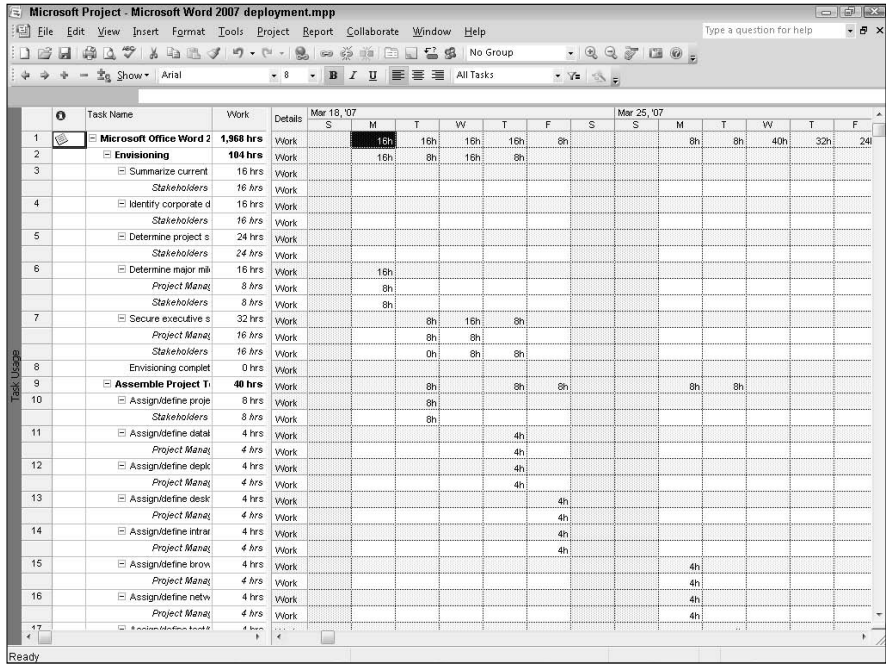 Microsoft Project - Microsoft Word 2007 deployment.mpp
File Edit View Insert Format Tools Project Report Collaborate Window Help Type a question for help
No Group
Show Arial 8 B I U All Tasks
Task Name Work Details Mar 18, '07 Mar 25, '07
S M T W T F S S M T W T F
1 Microsoft Office Word 2 1,968 hrs Work 16h 16h 16h 16h 8h 8h 8h 40h 32h 24
2 Envisioning 104 hrs Work 16h 8h 16h 8h
3 Summarize current 16 hrs Work
Stakeholders 16 hrs Work
4 Identify corporate d 16 hrs Work
Stakeholders 16 hrs Work
5 Determine project s 24 hrs Work
Stakeholders 24 hrs Work
6 Determine major mil 16 hrs Work 16h
Project Manag 8 hrs Work 8h
Stakeholders 8 hrs Work 8h
7 Secure executive s 32 hrs Work 8h 16h 8h
Project Manag 16 hrs Work 8h 8h
Stakeholders 16 hrs Work 0h 8h 8h
8 Envisioning complet 0 hrs Work
9 Assemble Project T 40 hrs Work 8h 8h 8h 8h 8h
10 Assign/define proje 8 hrs Work 8h
Stakeholders 8 hrs Work 8h
11 Assign/define datal 4 hrs Work 4h
Project Manag 4 hrs Work 4h
12 Assign/define deplo 4 hrs Work 4h
Project Manag 4 hrs Work 4h
13 Assign/define desk 4 hrs Work 4h
Project Manag 4 hrs Work 4h
14 Assign/define intrar 4 hrs Work 4h
Project Manag 4 hrs Work 4h
15 Assign/define brow 4 hrs Work 4h
Project Manag 4 hrs Work 4h
16 Assign/define netw 4 hrs Work 4h
Project Manag 4 hrs Work 4h
17
Task Usage
Ready